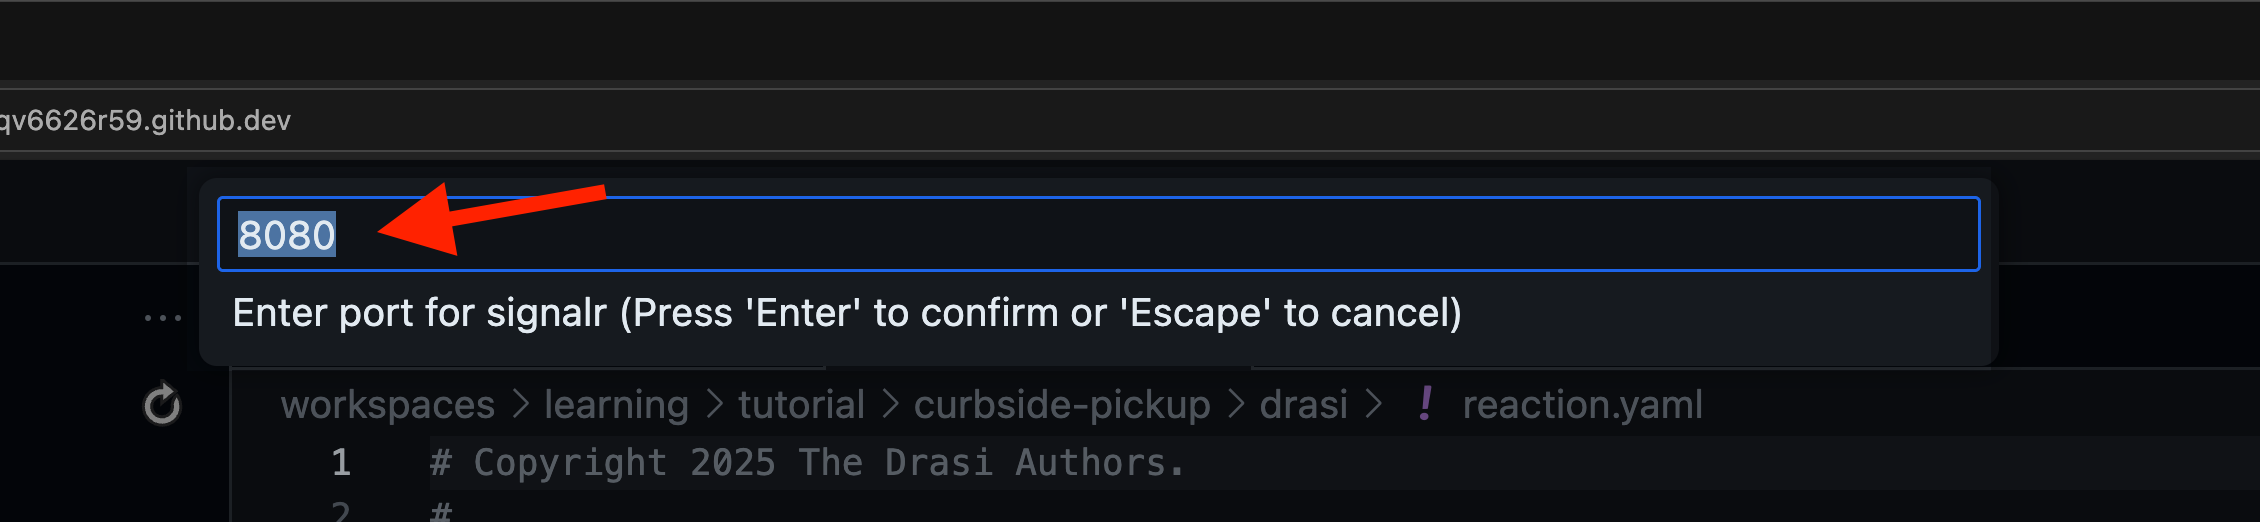 qv6626r59.github.dev
8080
Enter port for signalr (Press 'Enter' to confirm or 'Escape' to cancel)
workspaces > learning > tutorial > curbside-pickup > drasi > ! reaction.yaml
1 # Copyright 2025 The Drasi Authors.
2 #